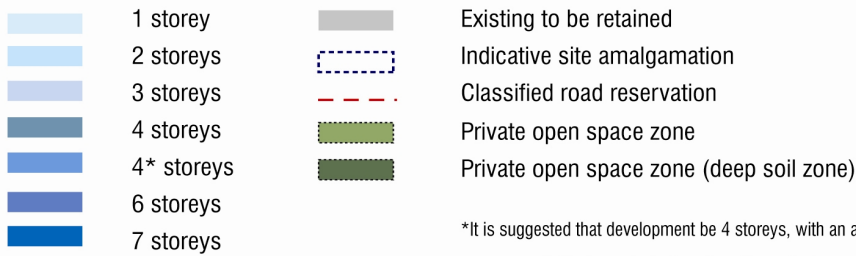 1 storey
2 storeys
3 storeys
4 storeys
4* storeys
6 storeys
7 storeys
Existing to be retained
Indicative site amalgamation
Classified road reservation
Private open space zone
Private open space zone (deep soil zone)
*It is suggested that development be 4 storeys, with an a